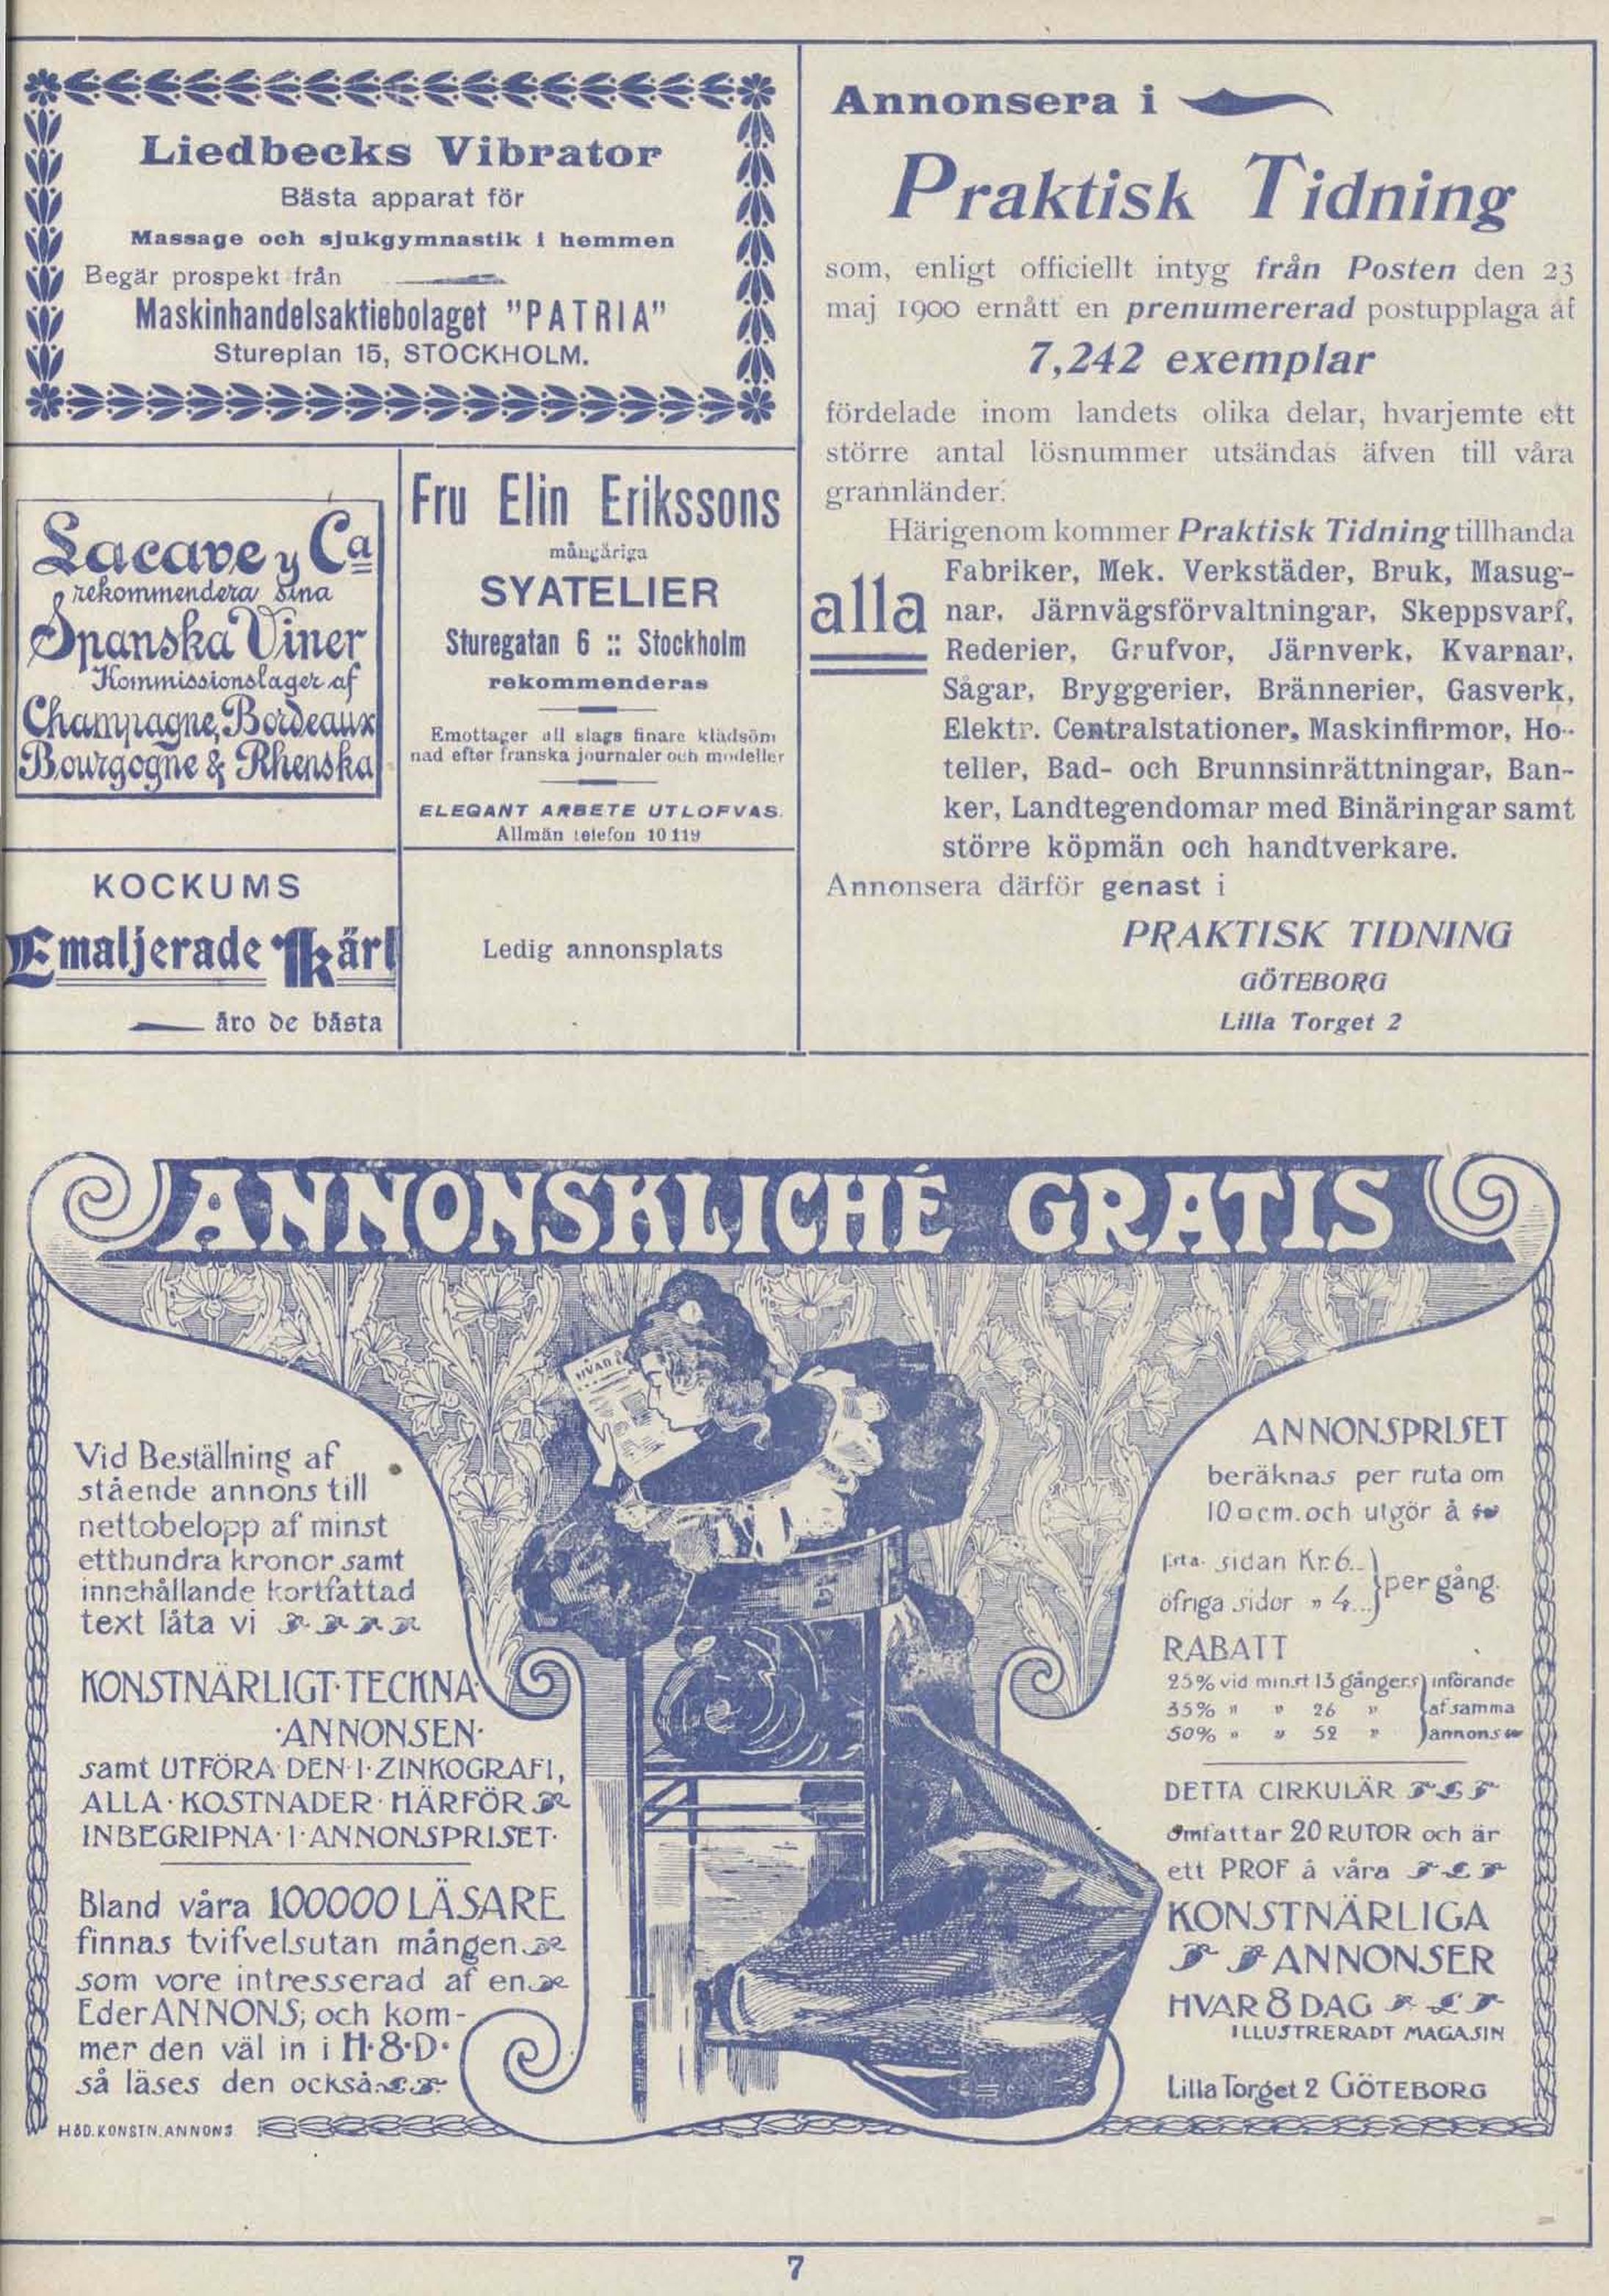 Liedbecks Vibrator
Bästa apparat för
Massage och sjukgymnastik i hemmen
Begär prospekt från
Maskinhandelsaktiebolaget "PATRIA"
Stureplan 15, STOCKHOLM.
Lacave y Cª
rekommendera sina
Spanska Viner
Kommissionslager af
Champagne, Bordeaux
Bourgogne & Rhenska
Fru Elin Erikssons
mångåriga
SYATELIER
Sturegatan 6 :: Stockholm
rekommenderas
Emottager all slags finare klädsöm
nad efter franska journaler och modeller
ELEGANT ARBETE UTLOFVAS.
Allmän telefon 10 119
KOCKUMS
Emaljerade Kärl
äro de bästa
Ledig annonsplats
Annonsera i
Praktisk Tidning
som, enligt officiellt intyg från Posten den 23
maj 1900 ernått en prenumererad postupplaga af
7,242 exemplar
fördelade inom landets olika delar, hvarjemte ett
större antal lösnummer utsändas äfven till våra
grannländer.
Härigenom kommer Praktisk Tidning tillhanda
alla
Fabriker, Mek. Verkstäder, Bruk, Masug-
nar, Järnvägsförvaltningar, Skeppsvarf,
Rederier, Grufvor, Järnverk, Kvarnar,
Sågar, Bryggerier, Brännerier, Gasverk,
Elektr. Centralstationer, Maskinfirmor, Ho-
teller, Bad- och Brunnsinrättningar, Ban-
ker, Landtegendomar med Binäringar samt
större köpmän och handtverkare.
Annonsera därför genast i
PRAKTISK TIDNING
GÖTEBORG
Lilla Torget 2
ANNONSKLICHÉ GRATIS
HVAR 8
Vid Beställning af
stående annons till
nettobelopp af minst
etthundra kronor samt
innehållande kortfattad
text låta vi
KONSTNÄRLIGT·TECKNA
·ANNONSEN·
samt UTFÖRA·DEN·I·ZINKOGRAFI,
ALLA·KOSTNADER·HÄRFÖR
INBEGRIPNA·I·ANNONSPRISET·
Bland våra 100000 LÄSARE
finnas tvifvelsutan mången
som vore intresserad af en
Eder ANNONS; och kom-
mer den väl in i H·8·D·
så läses den också
H8D.KONSTN.ANNONS
ANNONSPRISET
beräknas per ruta om
10 □cm. och utgör å
Frta. sidan Kr. 6.- } per gång.
öfriga sidor " 4.-
RABATT
25% vid minst 13 gångers } införande
35% " " 26 " af samma
50% " " 52 " annons
DETTA CIRKULÄR
omfattar 20 RUTOR och är
ett PROF å våra
KONSTNÄRLIGA
ANNONSER
HVAR 8 DAG
ILLUSTRERADT MAGASIN
Lilla Torget 2 GÖTEBORG
7